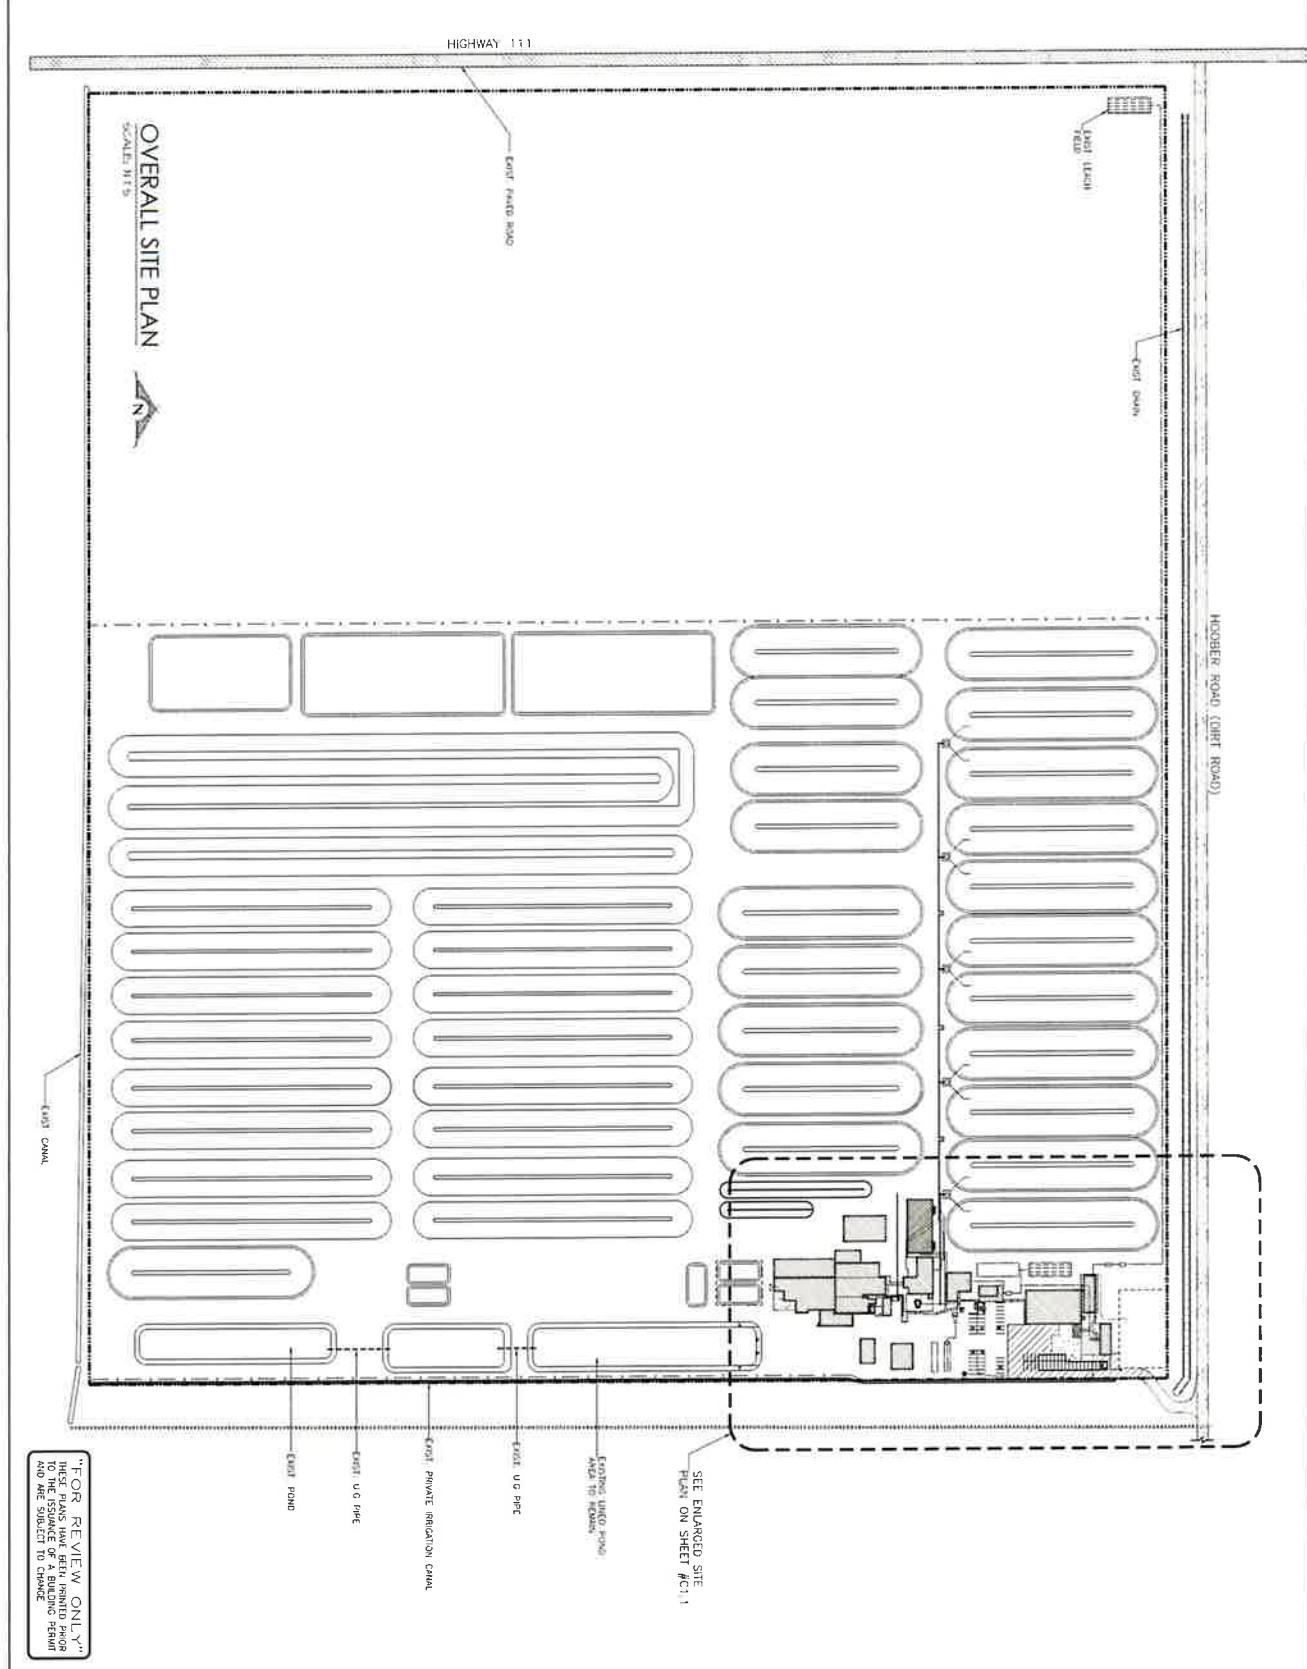 HIGHWAY 111
OVERALL SITE PLAN
SCALE: N.T.S
N
EXIST. PAVED ROAD
EXIST LEACH
FIELD
EXIST DRAIN
HOOBER ROAD (DIRT ROAD)
EXIST CANAL
EXIST POND
EXIST. U G PIPE
EXIST. PRIVATE IRRIGATION CANAL
EXIST. U G PIPE
EXISTING LINED POND
AREA TO REMAIN
SEE ENLARGED SITE
PLAN ON SHEET #C1.1
"FOR REVIEW ONLY"
THESE PLANS HAVE BEEN PRINTED PRIOR
TO THE ISSUANCE OF A BUILDING PERMIT
AND ARE SUBJECT TO CHANGE